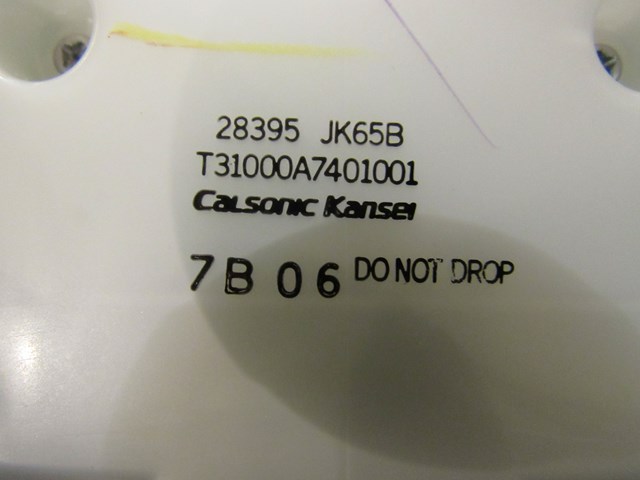 28395 JK65B
T31000A7401001
Calsonic Kansei
7B 06 DO NOT DROP